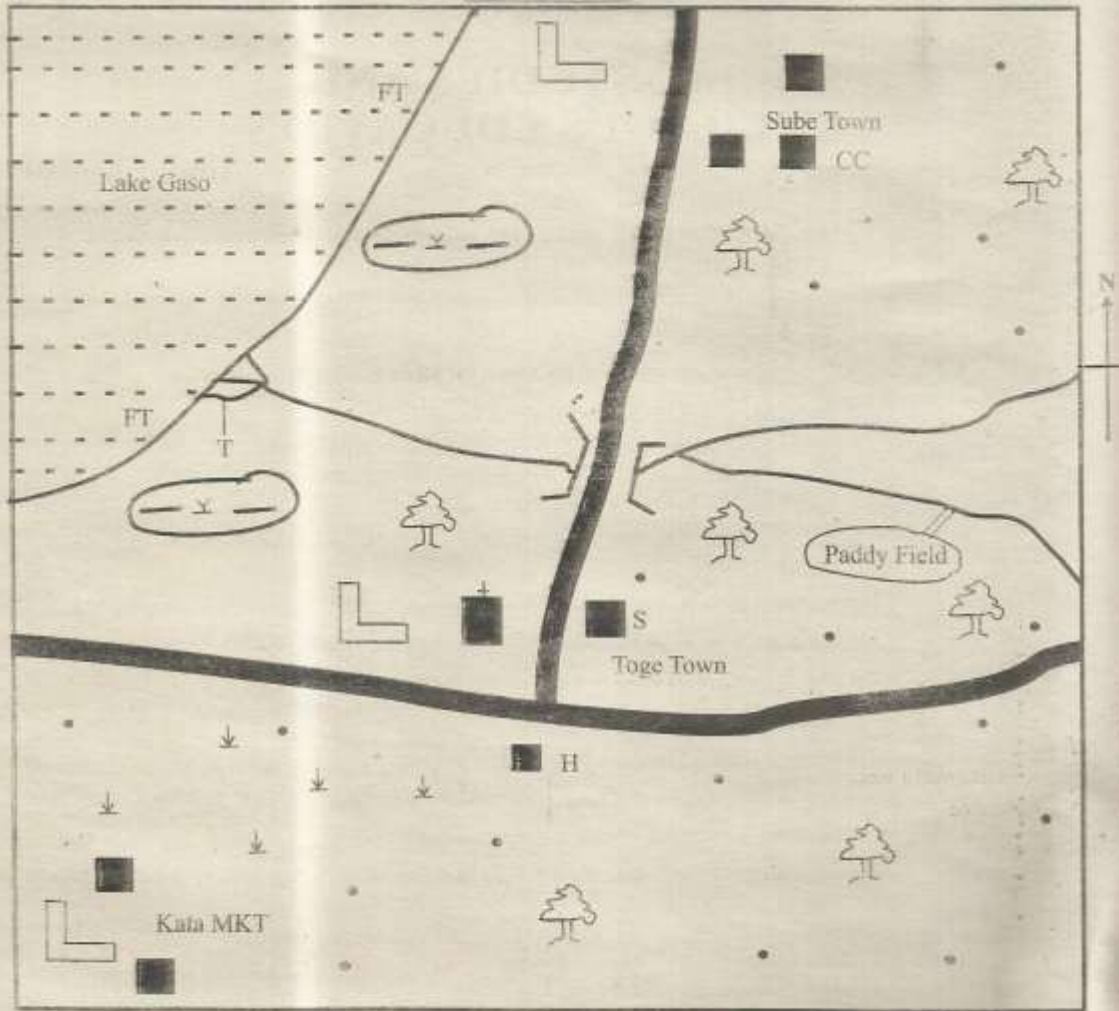 FT
Sube Town
CC
Lake Gaso
FT
T
Paddy Field
S
Toge Town
H
Kata MKT